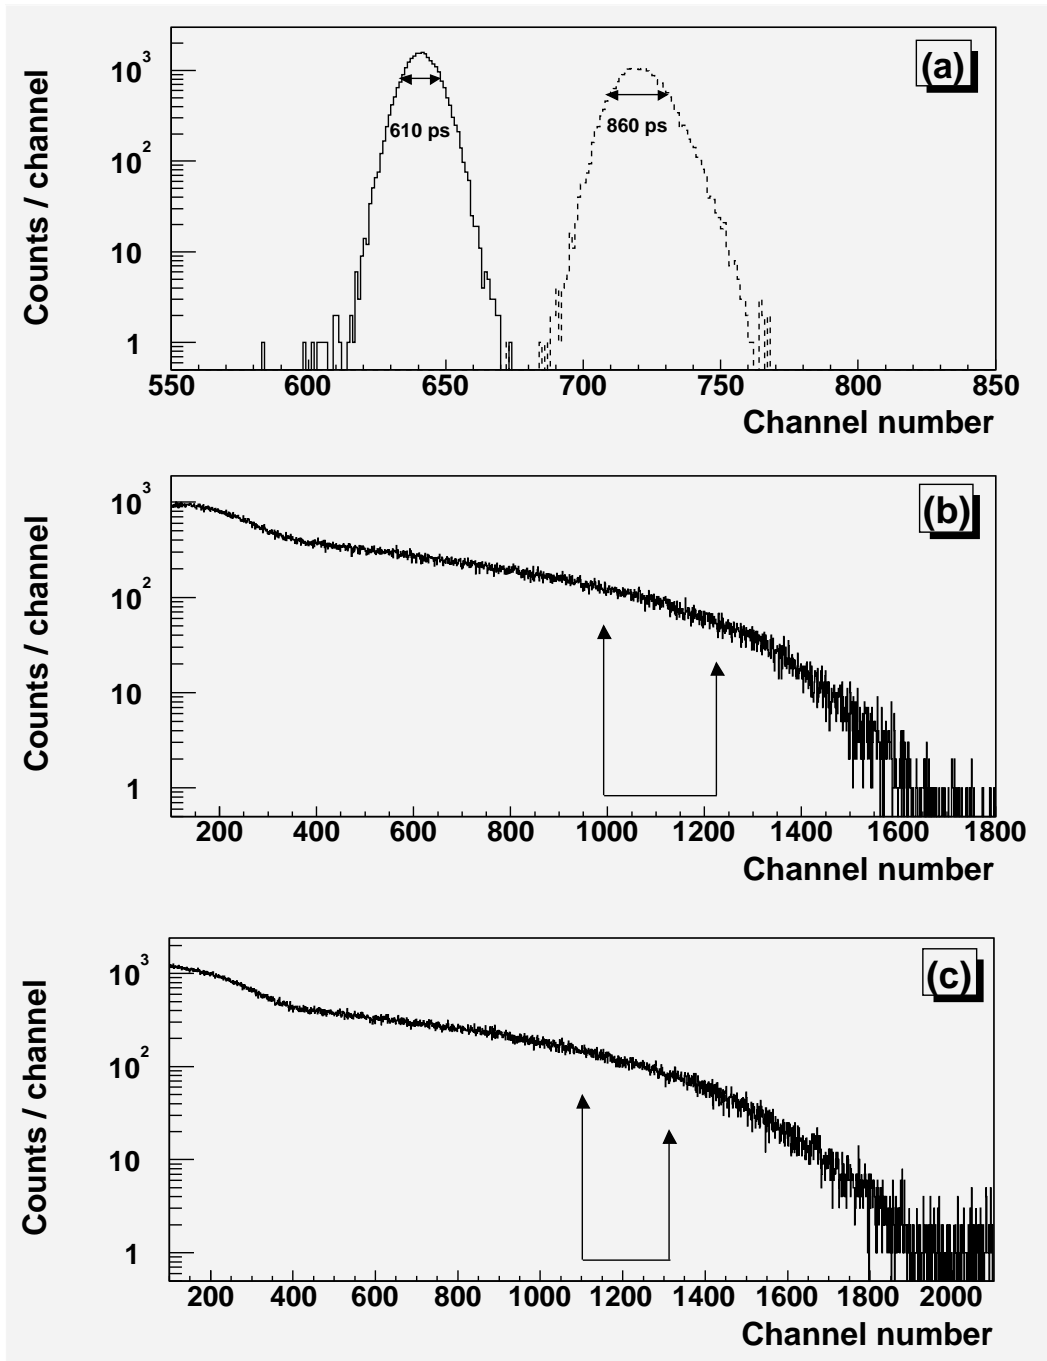 (a)
Counts / channel
10³
10²
10
1
610 ps
860 ps
550 600 650 700 750 800 850
Channel number
(b)
Counts / channel
10³
10²
10
1
200 400 600 800 1000 1200 1400 1600 1800
Channel number
(c)
Counts / channel
10³
10²
10
1
200 400 600 800 1000 1200 1400 1600 1800 2000
Channel number